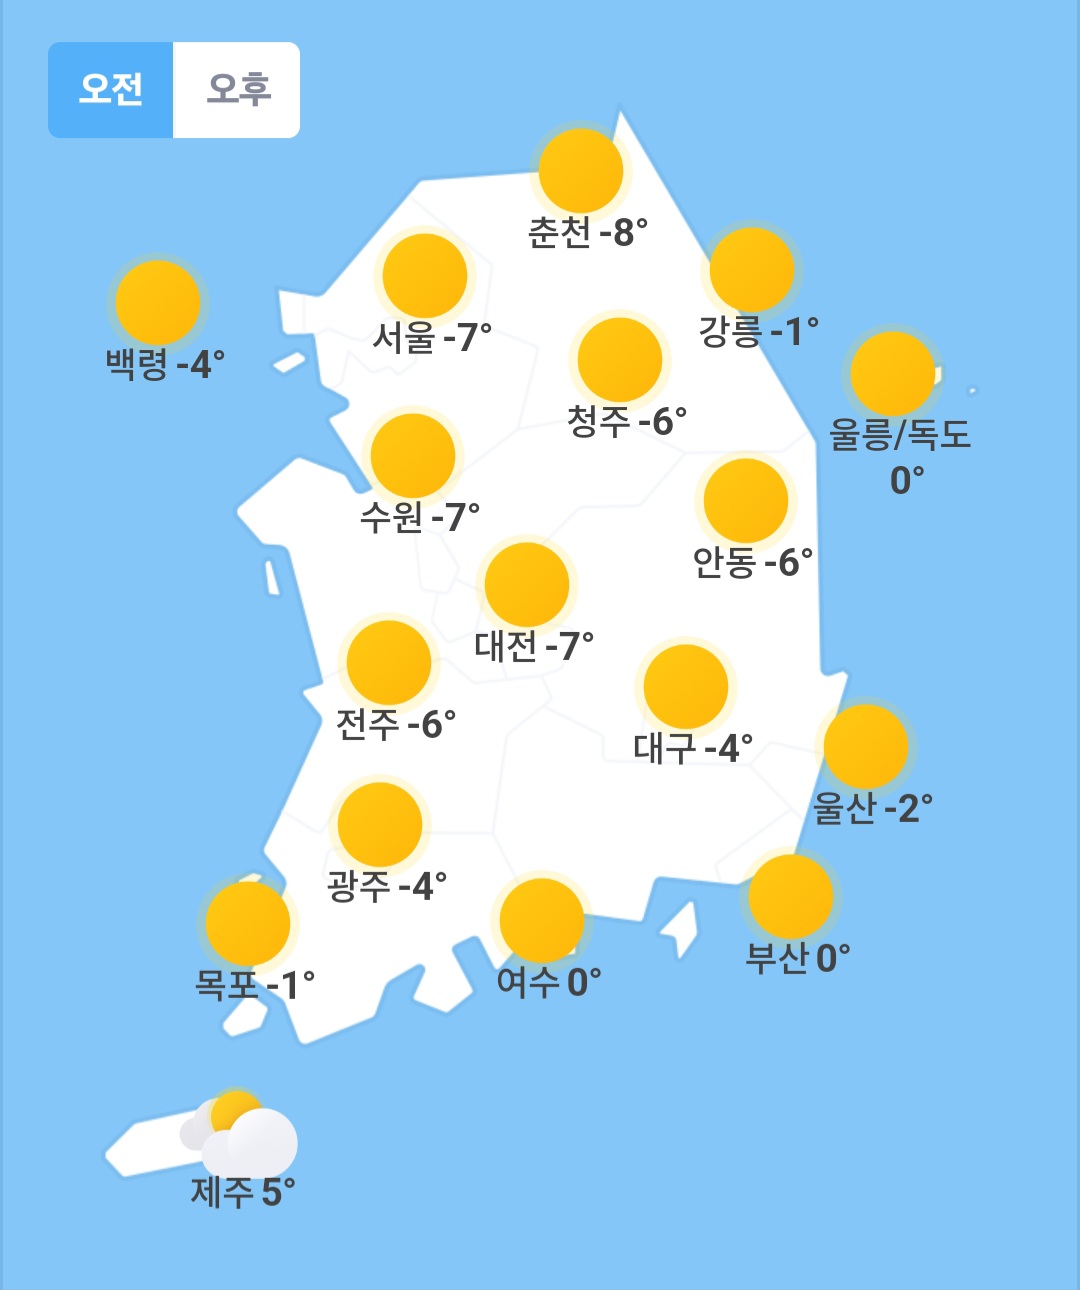 오전 오후
춘천 -8°
강릉 -1°
서울 -7°
백령 -4°
청주 -6°
울릉/독도
0°
수원 -7°
안동 -6°
대전 -7°
전주 -6°
대구 -4°
울산 -2°
광주 -4°
부산 0°
여수 0°
목포 -1°
제주 5°